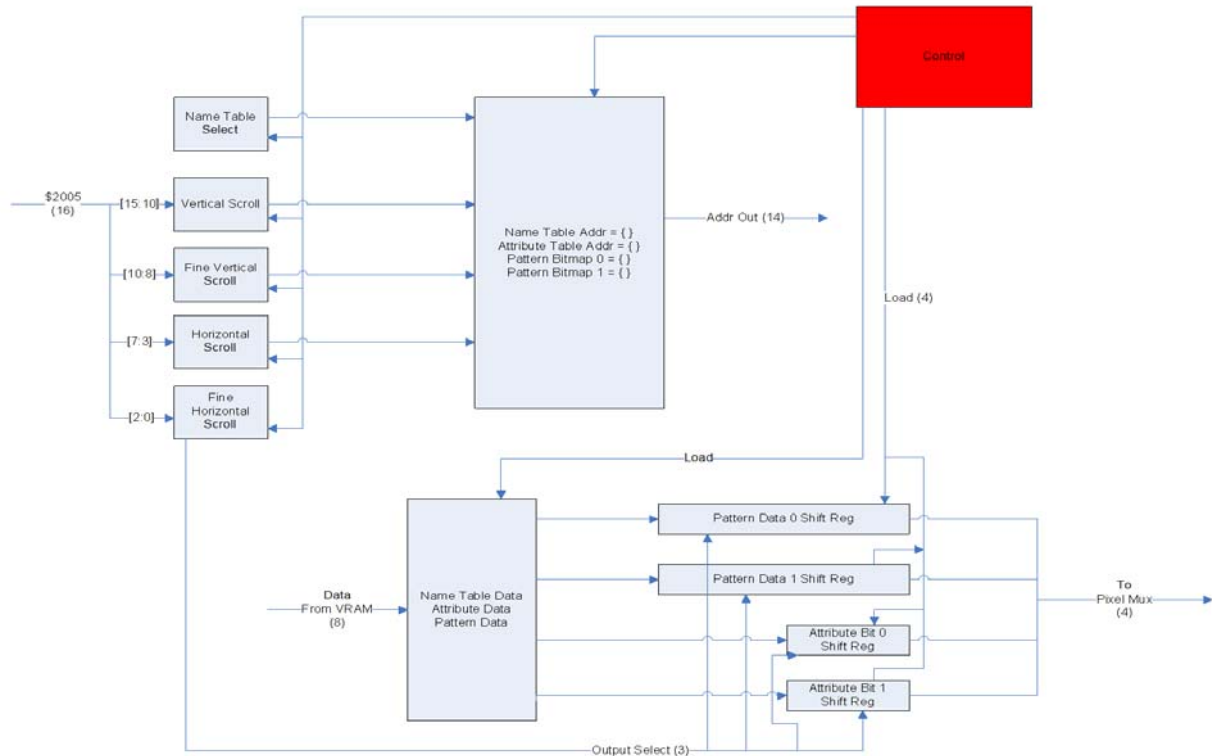 Control
Name Table
Select
$2005
(16)
[15:10]
Vertical Scroll
[10:8]
Fine Vertical
Scroll
[7:3]
Horizontal
Scroll
[2:0]
Fine
Horizontal
Scroll
Name Table Addr = { }
Attribute Table Addr = { }
Pattern Bitmap 0 = { }
Pattern Bitmap 1 = { }
Addr Out (14)
Load (4)
Load
Data
From VRAM
(8)
Name Table Data
Attribute Data
Pattern Data
Pattern Data 0 Shift Reg
Pattern Data 1 Shift Reg
Attribute Bit 0
Shift Reg
Attribute Bit 1
Shift Reg
To
Pixel Mux
(4)
Output Select (3)